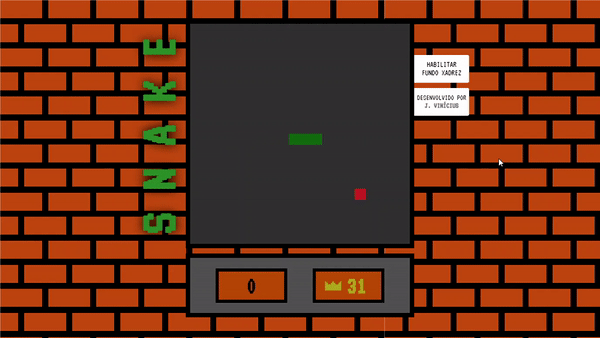 SNAKE
HABILITAR
FUNDO XADREZ
DESENVOLVIDO POR
J. VINÍCIUS
0
31